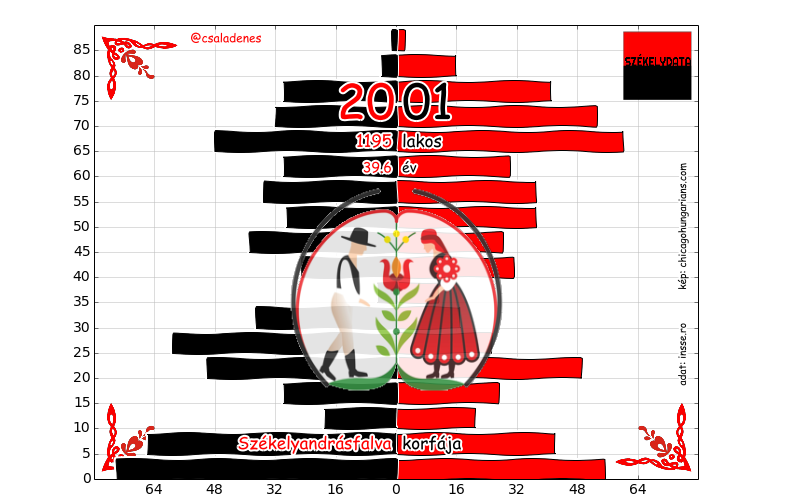 @csaladenes
SZÉKELYDATA
2001
1195 lakos
39.6 év
kép: chicagohungarians.com
adat: insse.ro
Székelyandrásfalva korfája
85
80
75
70
65
60
55
50
45
40
35
30
25
20
15
10
5
0
64 48 32 16 0 16 32 48 64